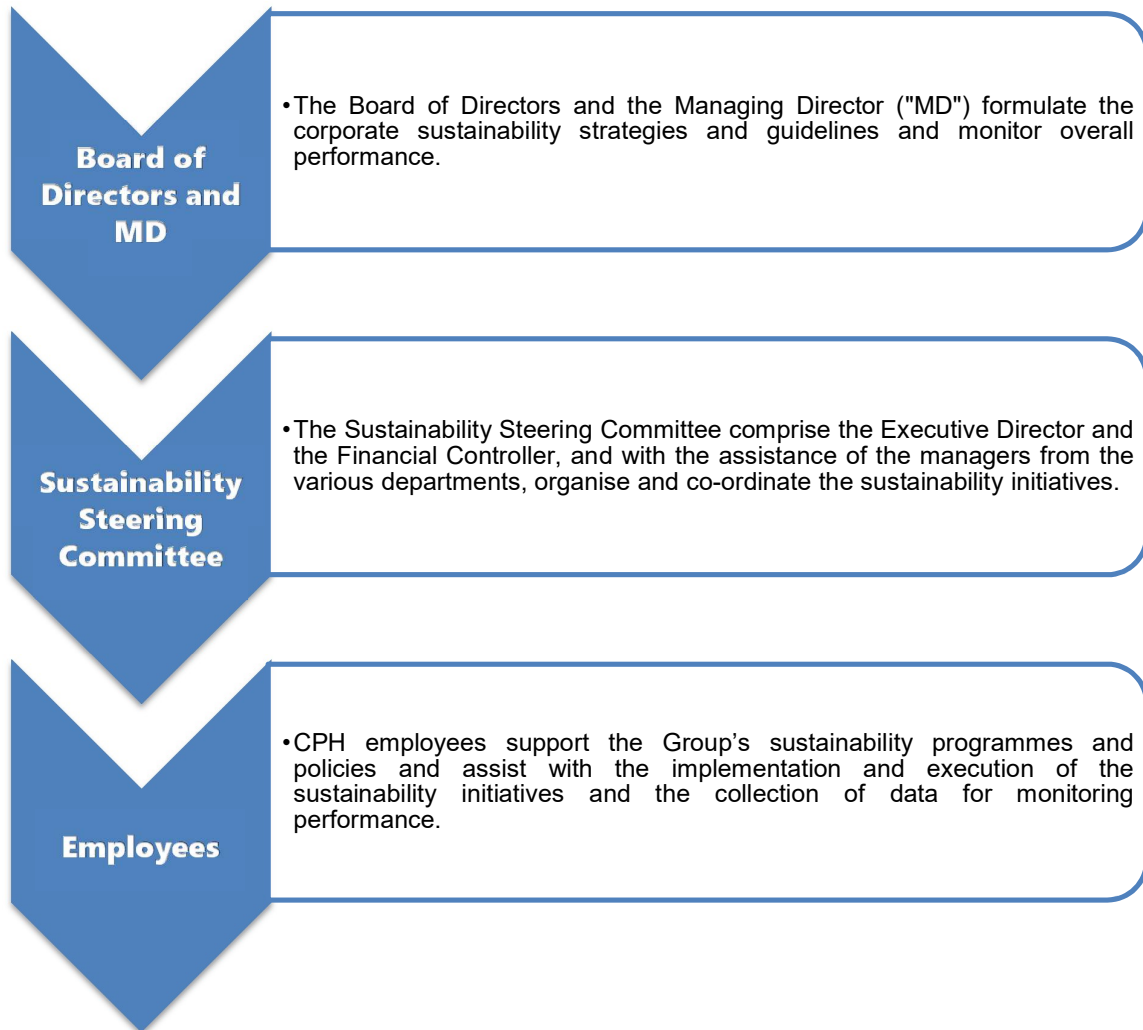 Board of
Directors and
MD
•The Board of Directors and the Managing Director ("MD") formulate the
corporate sustainability strategies and guidelines and monitor overall
performance.
Sustainability
Steering
Committee
•The Sustainability Steering Committee comprise the Executive Director and
the Financial Controller, and with the assistance of the managers from the
various departments, organise and co-ordinate the sustainability initiatives.
Employees
•CPH employees support the Group’s sustainability programmes and
policies and assist with the implementation and execution of the
sustainability initiatives and the collection of data for monitoring
performance.